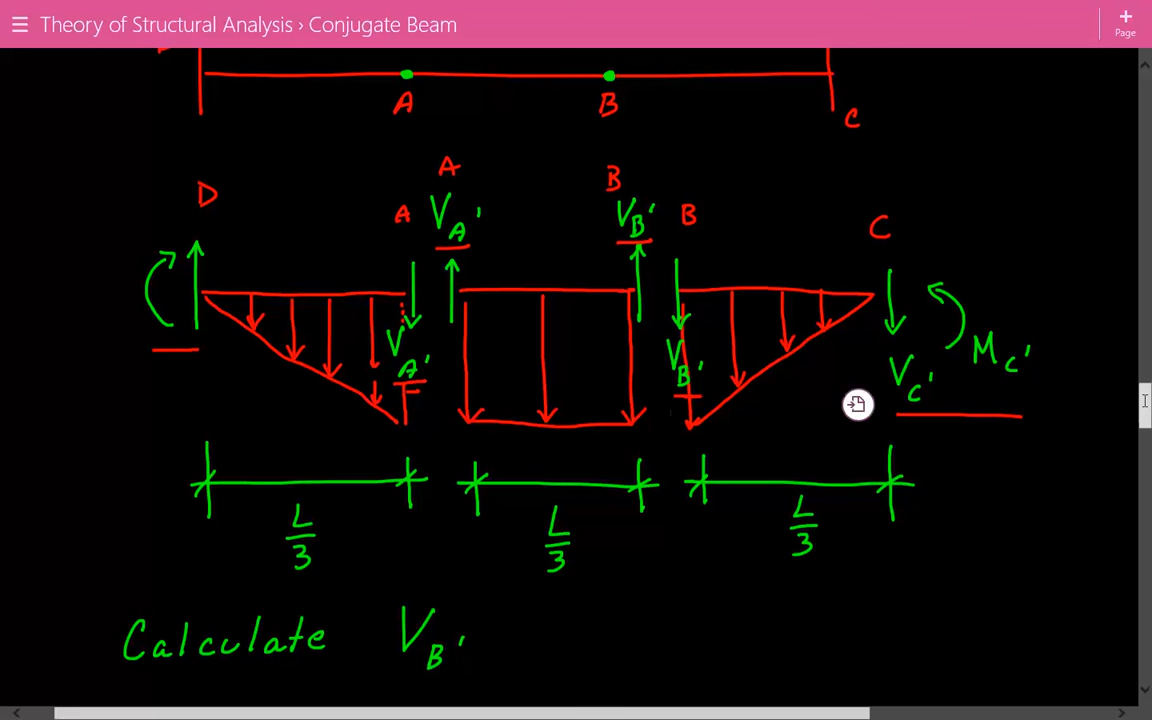 Theory of Structural Analysis › Conjugate Beam
Page
A B C
D A A B B C
V_A' V_B'
V_A' V_B' V_C' M_C'
L/3 L/3 L/3
Calculate V_B'